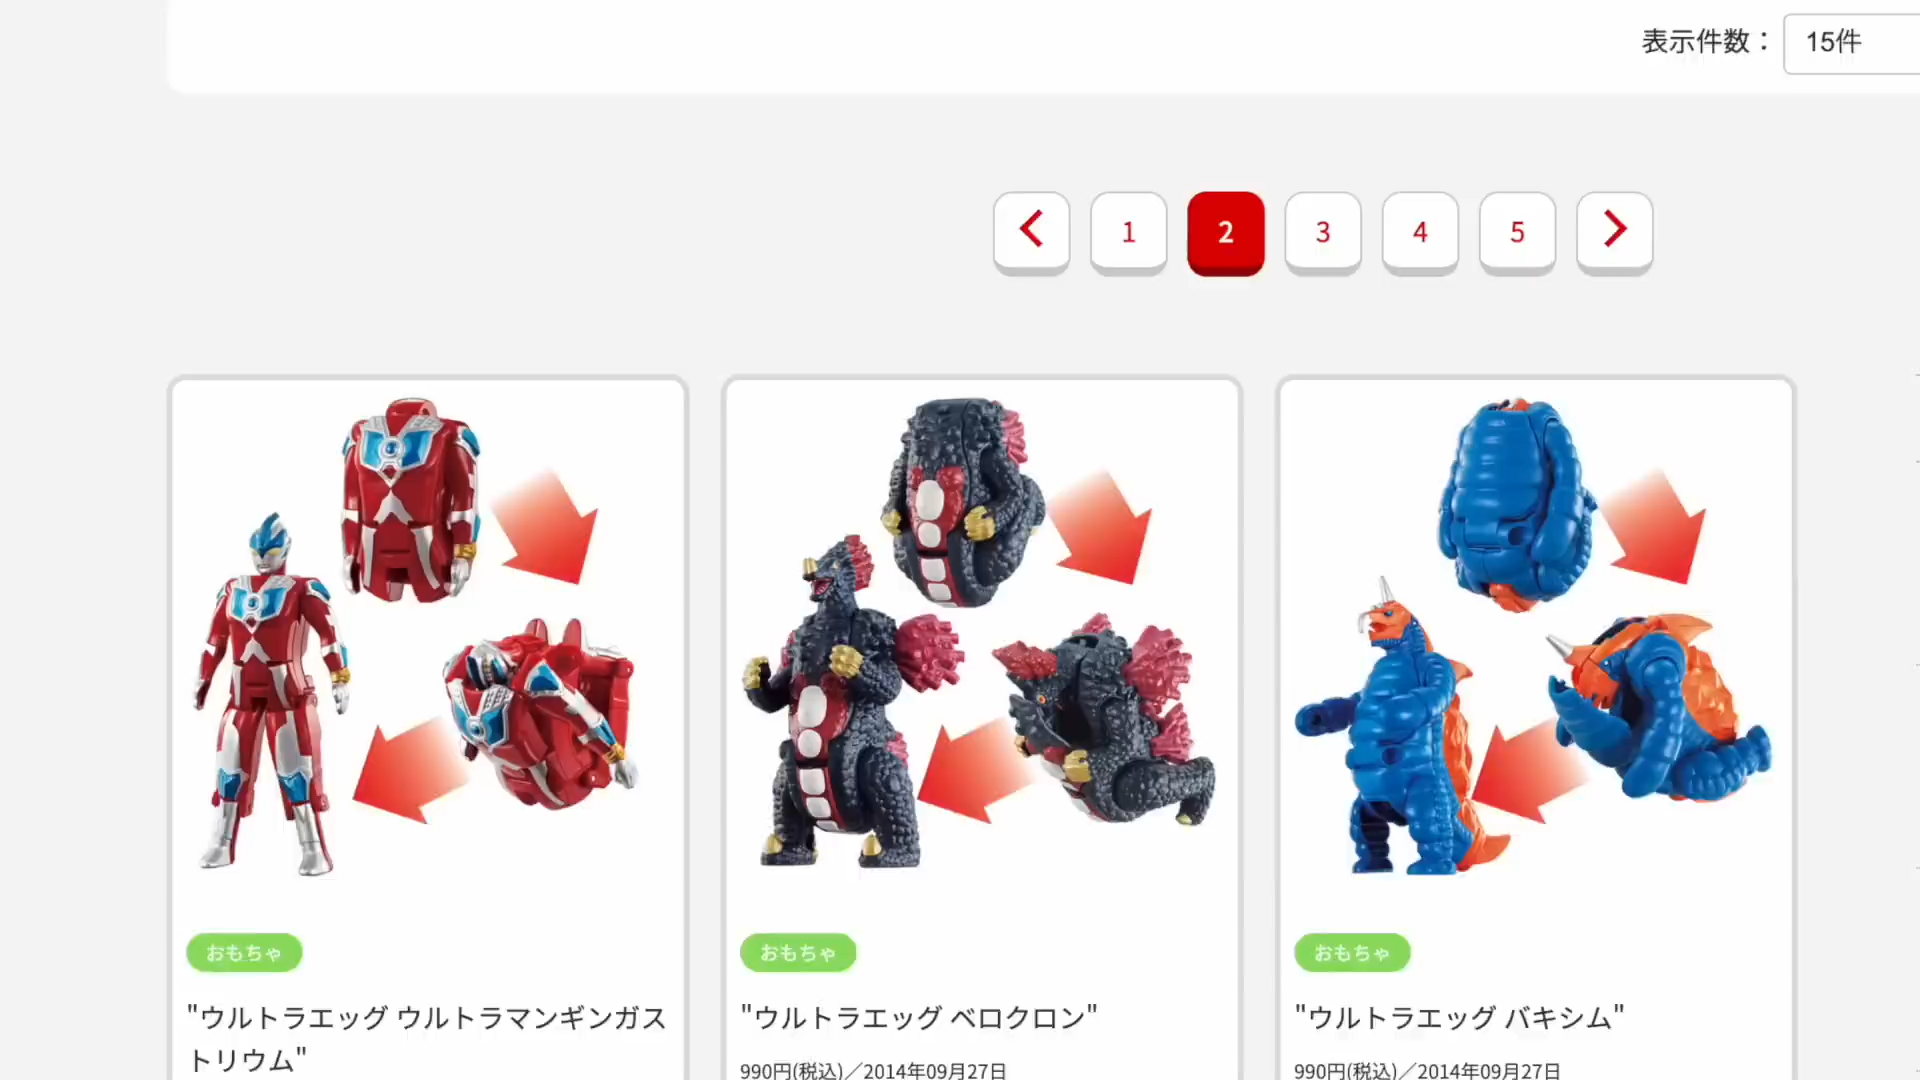 表示件数：
15件
1 2 3 4 5
おもちゃ
"ウルトラエッグ ウルトラマンギンガス
トリウム"
おもちゃ
"ウルトラエッグ ベロクロン"
990円(税込)／2014年09月27日
おもちゃ
"ウルトラエッグ バキシム"
990円(税込)／2014年09月27日